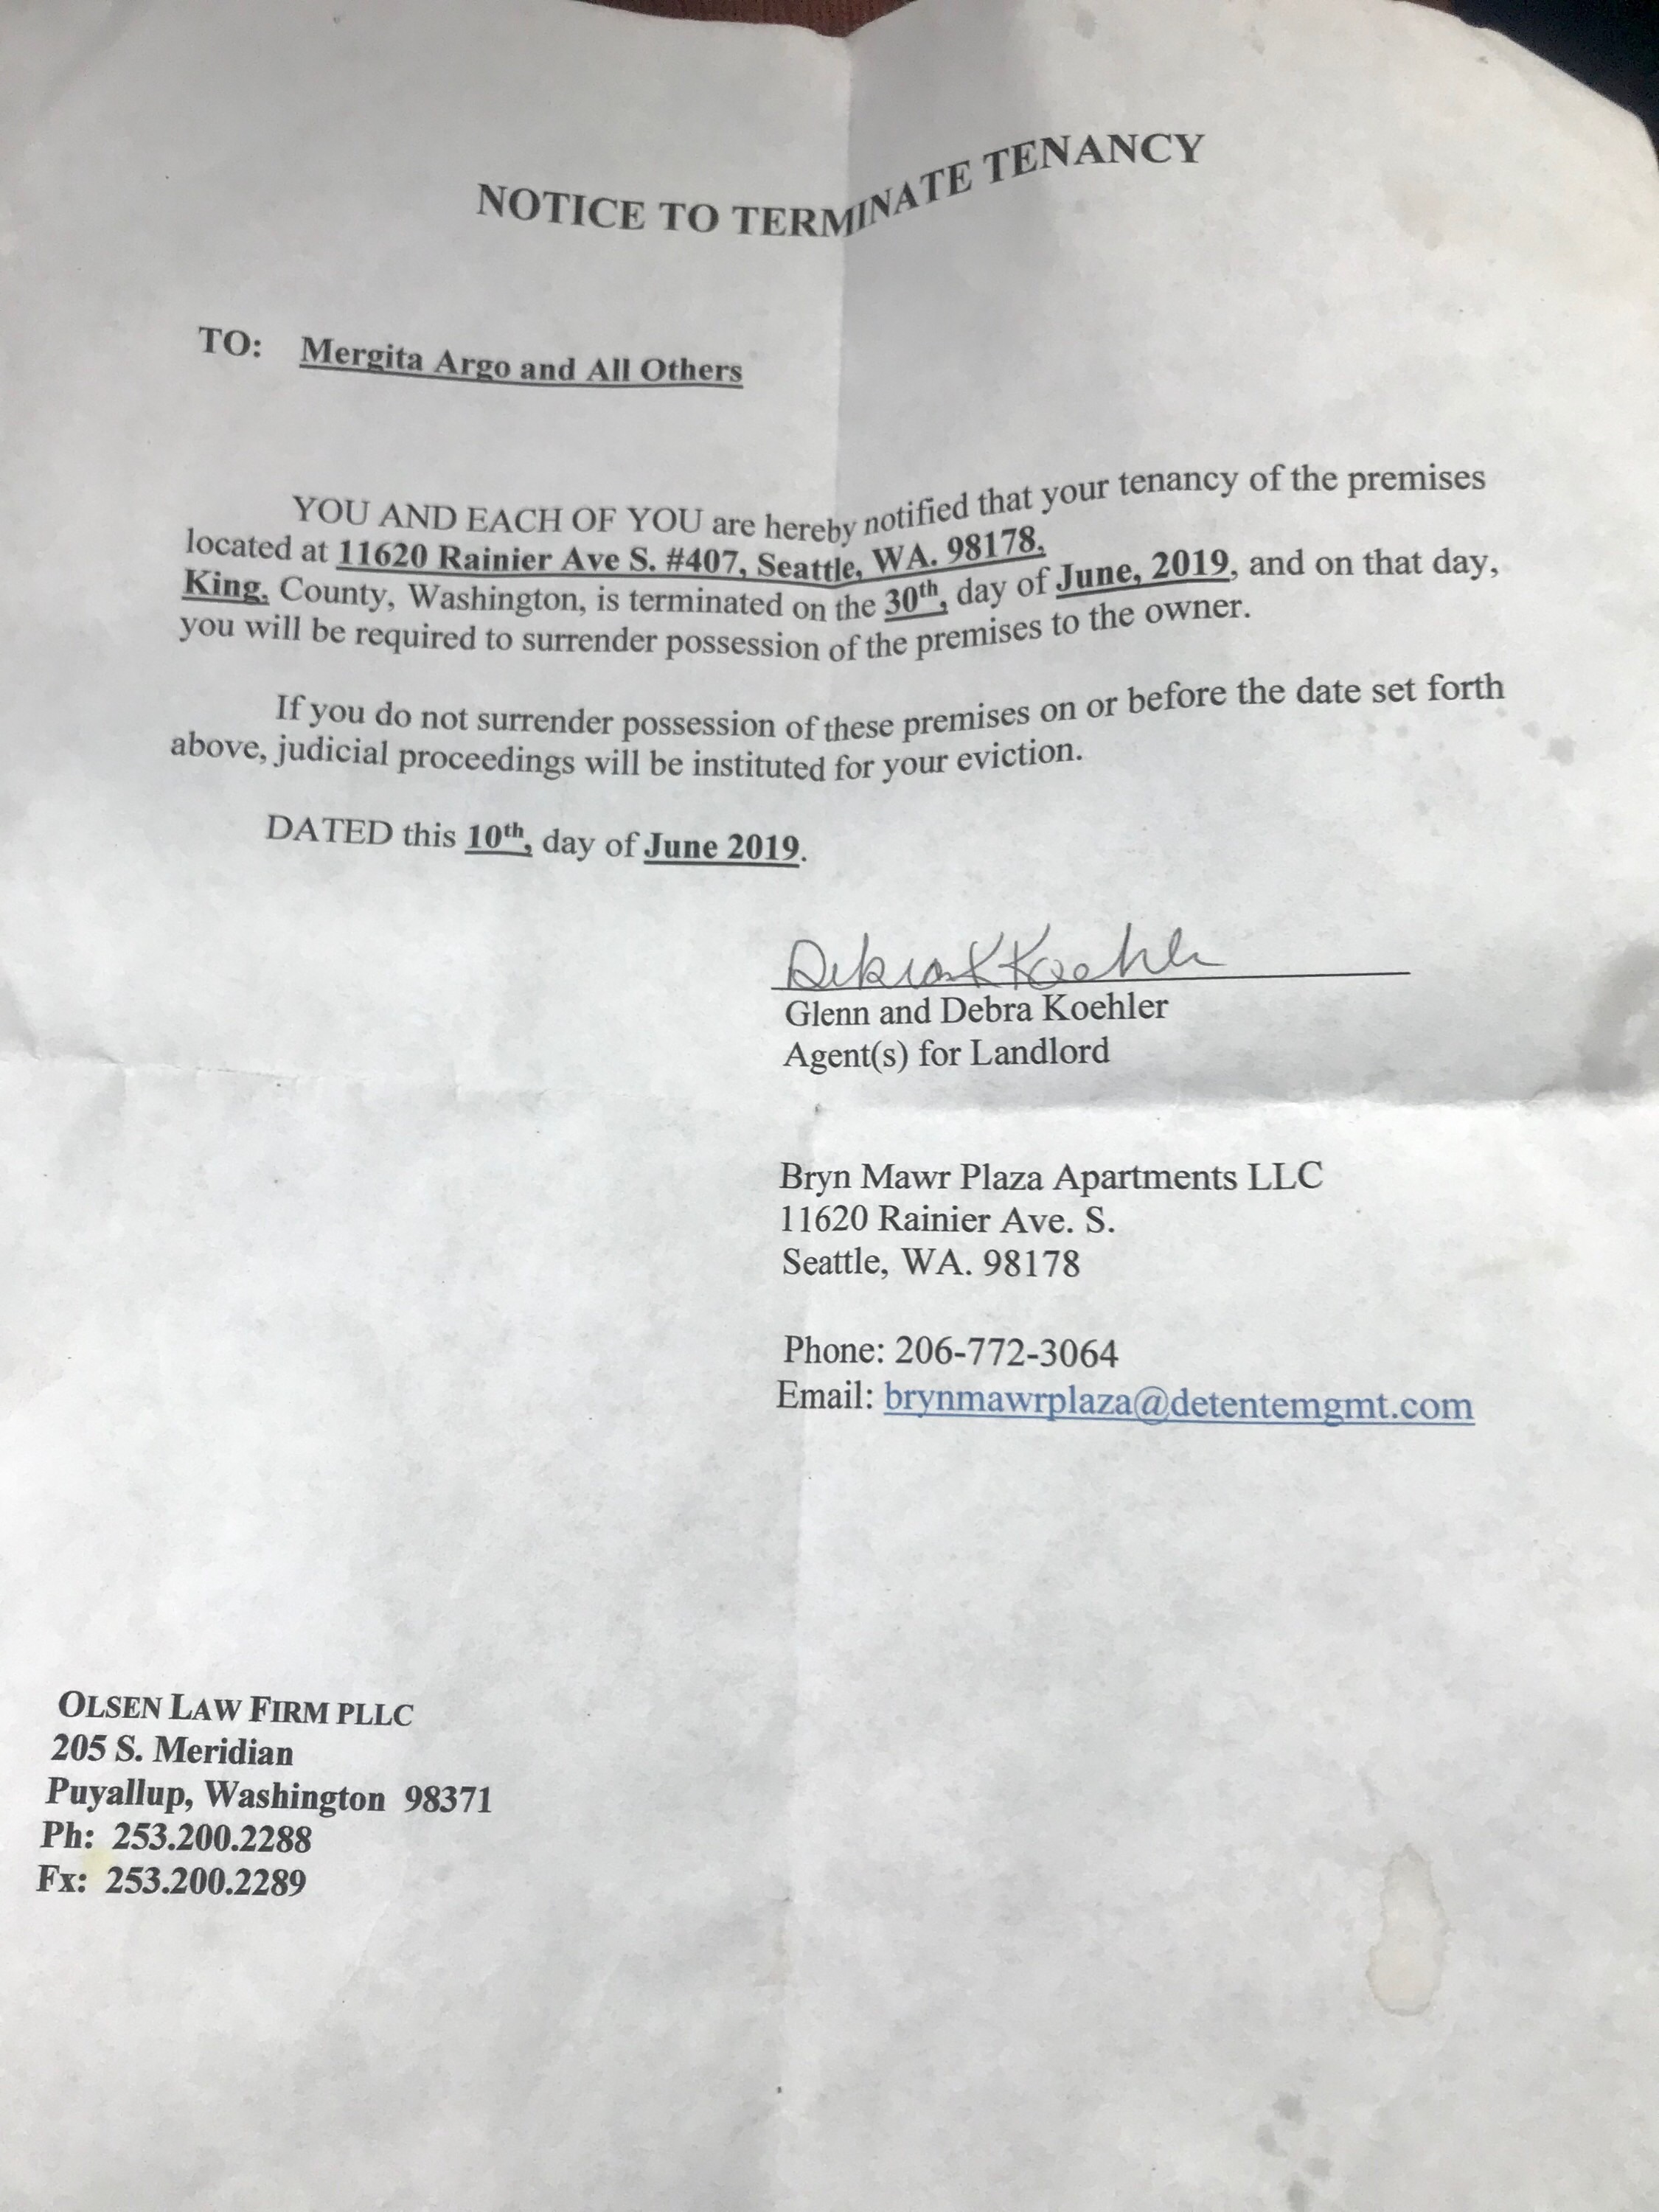 NOTICE TO TERMINATE TENANCY
TO: Mergita Argo and All Others
YOU AND EACH OF YOU are hereby notified that your tenancy of the premises
located at 11620 Rainier Ave S. #407, Seattle, WA. 98178,
King, County, Washington, is terminated on the 30th, day of June, 2019, and on that day,
you will be required to surrender possession of the premises to the owner.
If you do not surrender possession of these premises on or before the date set forth
above, judicial proceedings will be instituted for your eviction.
DATED this 10th, day of June 2019.
Debra K Koehler
Glenn and Debra Koehler
Agent(s) for Landlord
Bryn Mawr Plaza Apartments LLC
11620 Rainier Ave. S.
Seattle, WA. 98178
Phone: 206-772-3064
Email: brynmawrplaza@detentemgmt.com
OLSEN LAW FIRM PLLC
205 S. Meridian
Puyallup, Washington 98371
Ph: 253.200.2288
Fx: 253.200.2289